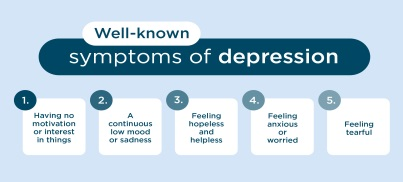 Well-known
symptoms of depression
1.
Having no
motivation
or interest
in things
2.
A
continuous
low mood
or sadness
3.
Feeling
hopeless
and
helpless
4.
Feeling
anxious
or
worried
5.
Feeling
tearful